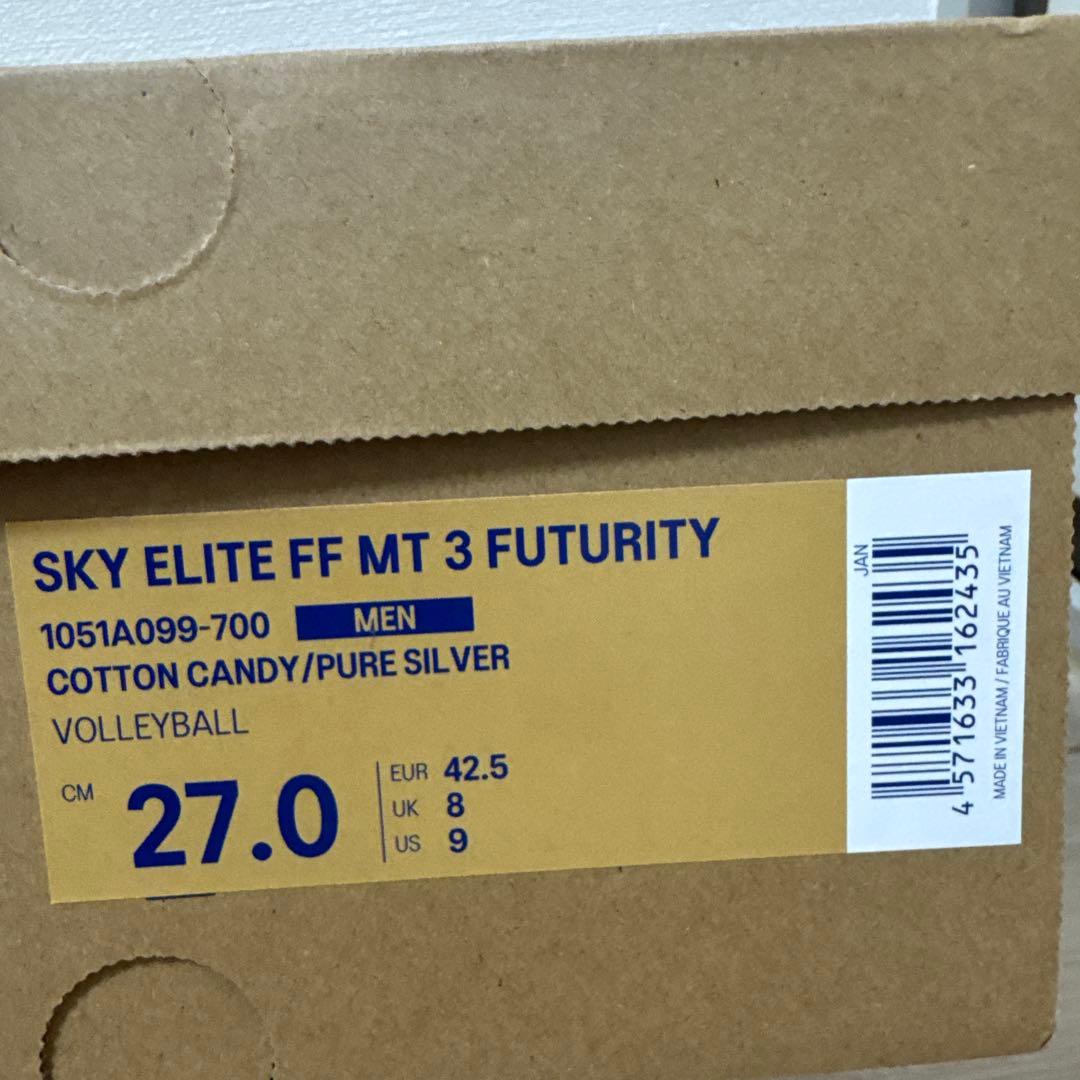 SKY ELITE FF MT 3 FUTURITY
1051A099-700 MEN
COTTON CANDY/PURE SILVER
VOLLEYBALL
CM 27.0
EUR 42.5
UK 8
US 9
JAN
4 571633 162435
MADE IN VIETNAM / FABRIQUE AU VIETNAM